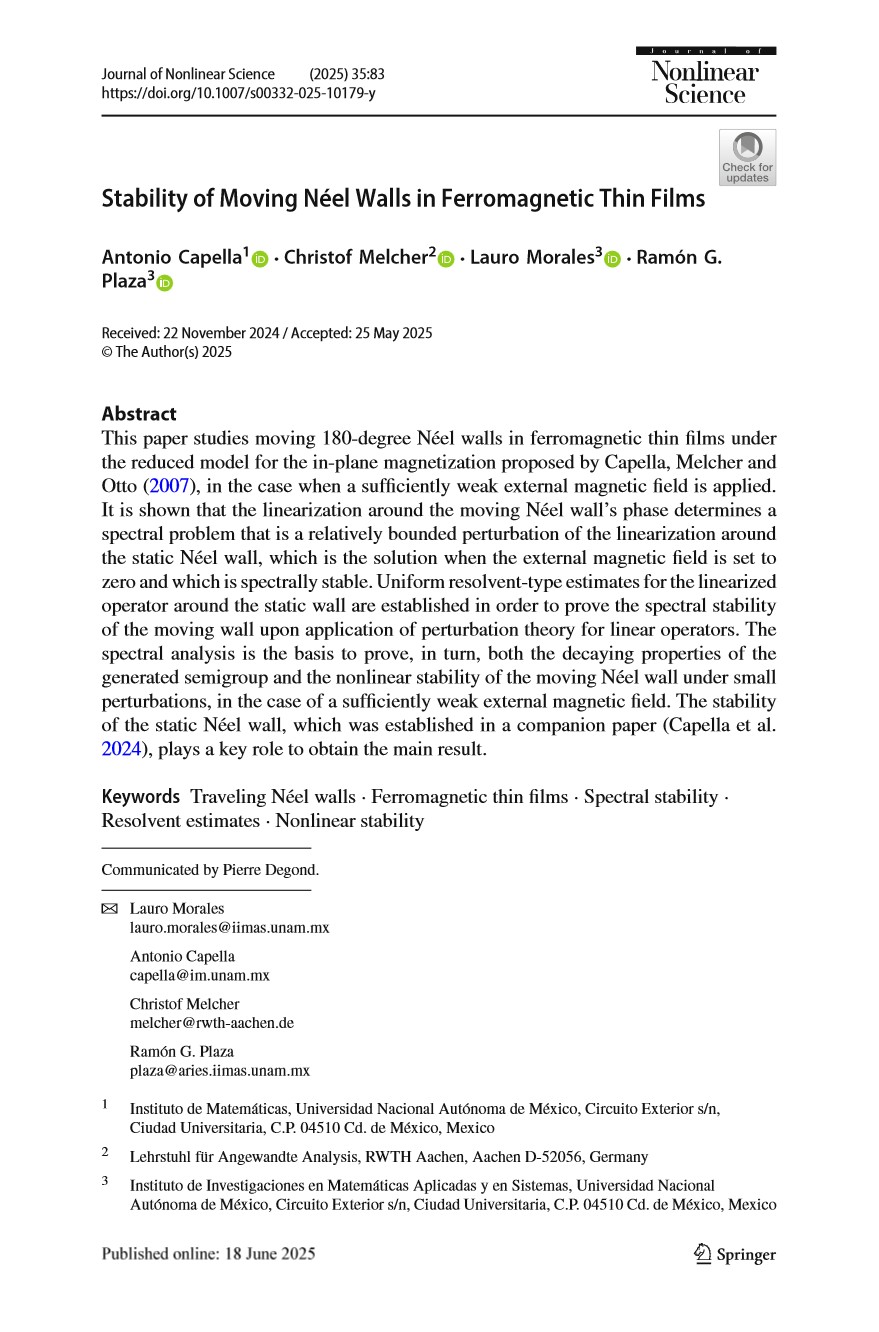 Journal of Nonlinear Science (2025) 35:83
https://doi.org/10.1007/s00332-025-10179-y
Journal of
Nonlinear
Science
Check for
updates
Stability of Moving Néel Walls in Ferromagnetic Thin Films
Antonio Capella1 · Christof Melcher2 · Lauro Morales3 · Ramón G.
Plaza3
Received: 22 November 2024 / Accepted: 25 May 2025
© The Author(s) 2025
Abstract
This paper studies moving 180-degree Néel walls in ferromagnetic thin films under
the reduced model for the in-plane magnetization proposed by Capella, Melcher and
Otto (2007), in the case when a sufficiently weak external magnetic field is applied.
It is shown that the linearization around the moving Néel wall's phase determines a
spectral problem that is a relatively bounded perturbation of the linearization around
the static Néel wall, which is the solution when the external magnetic field is set to
zero and which is spectrally stable. Uniform resolvent-type estimates for the linearized
operator around the static wall are established in order to prove the spectral stability
of the moving wall upon application of perturbation theory for linear operators. The
spectral analysis is the basis to prove, in turn, both the decaying properties of the
generated semigroup and the nonlinear stability of the moving Néel wall under small
perturbations, in the case of a sufficiently weak external magnetic field. The stability
of the static Néel wall, which was established in a companion paper (Capella et al.
2024), plays a key role to obtain the main result.
Keywords Traveling Néel walls · Ferromagnetic thin films · Spectral stability ·
Resolvent estimates · Nonlinear stability
Communicated by Pierre Degond.
Lauro Morales
lauro.morales@iimas.unam.mx
Antonio Capella
capella@im.unam.mx
Christof Melcher
melcher@rwth-aachen.de
Ramón G. Plaza
plaza@aries.iimas.unam.mx
1 Instituto de Matemáticas, Universidad Nacional Autónoma de México, Circuito Exterior s/n,
Ciudad Universitaria, C.P. 04510 Cd. de México, Mexico
2 Lehrstuhl für Angewandte Analysis, RWTH Aachen, Aachen D-52056, Germany
3 Instituto de Investigaciones en Matemáticas Aplicadas y en Sistemas, Universidad Nacional
Autónoma de México, Circuito Exterior s/n, Ciudad Universitaria, C.P. 04510 Cd. de México, Mexico
Published online: 18 June 2025
Springer